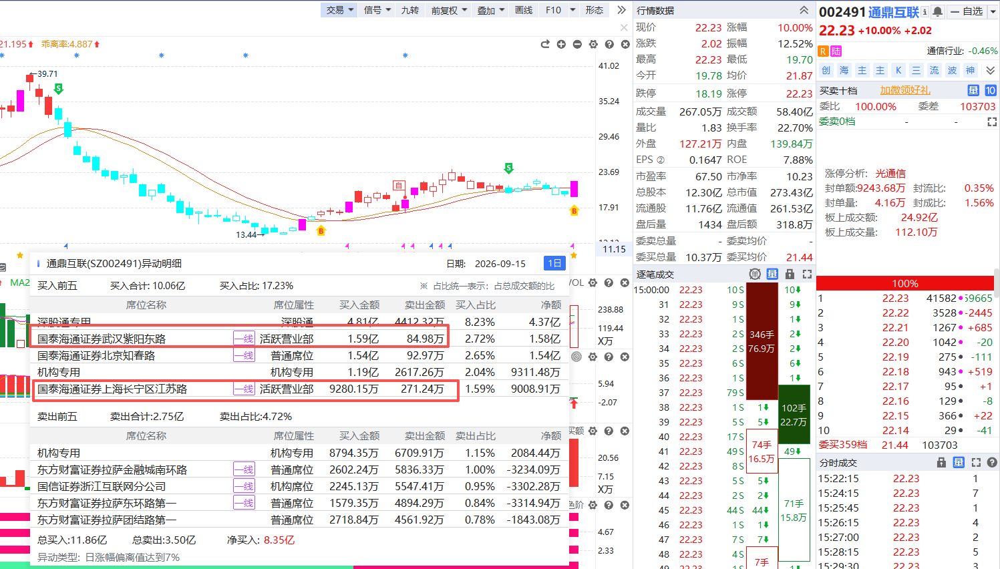 交易 信号 九转 前复权 叠加 画线 F10 形态
21.195 乖离率:4.887
39.71
S
13.44
B
自
S
B
41.02
35.24
29.46
23.69
17.91
11.15
MA2
238.88
119.44
X万
5.94
-2.07
买额
20.56
7.15
X万
色阶
4.67
2.33
通鼎互联(SZ002491)异动明细 日期: 2026-09-15 1日
买入前五 买入合计: 10.06亿 买入占比: 17.23% ※ 占比统一表示: 占总成交额的比
席位名称 席位属性 买入金额 卖出金额 买入占比 净额
深股通专用 深股通 4.81亿 4412.32万 8.23% 4.37亿
国泰海通证券武汉紫阳东路 一线 活跃营业部 1.59亿 84.98万 2.72% 1.58亿
国泰海通证券北京知春路 一线 普通席位 1.54亿 92.97万 2.65% 1.54亿
机构专用 机构专用 1.19亿 2617.26万 2.04% 9311.48万
国泰海通证券上海长宁区江苏路 一线 活跃营业部 9280.15万 271.24万 1.59% 9008.91万
卖出前五 卖出合计:2.75亿 卖出占比:4.72%
席位名称 席位属性 买入金额 卖出金额 卖出占比 净额
机构专用 机构专用 8794.35万 6709.91万 1.15% 2084.44万
东方财富证券拉萨金融城南环路 一线 普通席位 2602.24万 5836.33万 1.00% -3234.09万
国信证券浙江互联网分公司 一线 机构席位 2245.13万 5547.41万 0.95% -3302.28万
东方财富证券拉萨东环路第一 一线 普通席位 1579.35万 4894.29万 0.84% -3314.94万
东方财富证券拉萨团结路第一 普通席位 2718.84万 4561.92万 0.78% -1843.08万
总买入:11.86亿 总卖出:3.50亿 净买入: 8.35亿
异动类型: 日涨幅偏离值达到7%
行情数据
现价 22.23 涨幅 10.00%
涨跌 2.02 振幅 12.52%
最高 22.23 最低 19.70
今开 19.78 均价 21.87
跌停 18.19 涨停 22.23
成交量 267.05万 成交额 58.40亿
量比 1.83 换手率 22.70%
外盘 127.21万 内盘 139.84万
EPS ② 0.1647 ROE 7.88%
市盈率 67.50 市净率 10.23
总股本 12.30亿 总市值 273.43亿
流通股 11.76亿 流通值 261.53亿
盘后量 1434 盘后额 318.8万
委卖总量 - 委卖均价 -
委买总量 10.37万 委买均价 21.44
逐笔成交 单 量
15:00:00 22.23 10 S 10
31 22.23 9 S 9
32 22.23 1 S 1
33 22.23 2 S 2
34 22.23 2 S 2
35 22.23 6 S 6
36 22.23 1 S 1
37 22.23 79 S
38 22.23 1 S 1
39 22.23 5 S 5
40 22.23 17 S
41 22.23 49 S 49
42 22.23 8 S
43 22.23 5 S 5
44 22.23 2 S 2
45 22.23 44 S 44
46 22.23 1 S 1
47 22.23 7 S 7
48 22.23 4 S
346手
76.9万
102手
22.7万
74手
16.5万
71手
15.8万
7手
002491 通鼎互联 自选
22.23 +10.00% +2.02
R 陆 通信行业: -0.46%
创 海 主 主 K 三 流 波 神
买卖十档 加微领好礼 量 10
委比 100.00% 委差 103703
委卖0档 - -
涨停分析: 光通信
封单额:9243.68万 封流比: 0.35%
封单量: 4.16万 封成比: 1.56%
板上成交额: 24.92亿
板上成交量: 112.10万
100%
1 22.23 41582
2 22.22 3528 -2445
3 22.21 1267 +685
4 22.20 1042 -20
5 22.19 275 -111
6 22.18 943 +519
7 22.17 95 +1
8 22.16 129 -8
9 22.15 366 +22
10 22.14 29 -41
委买359档 21.44 103703
分时成交 量
15:22:15 22.23 1
15:24:15 22.23 7
15:25:45 22.23 1
15:26:15 22.23 4
15:27:00 22.23 2
15:28:15 22.23 5
15:29:30 22.23 3